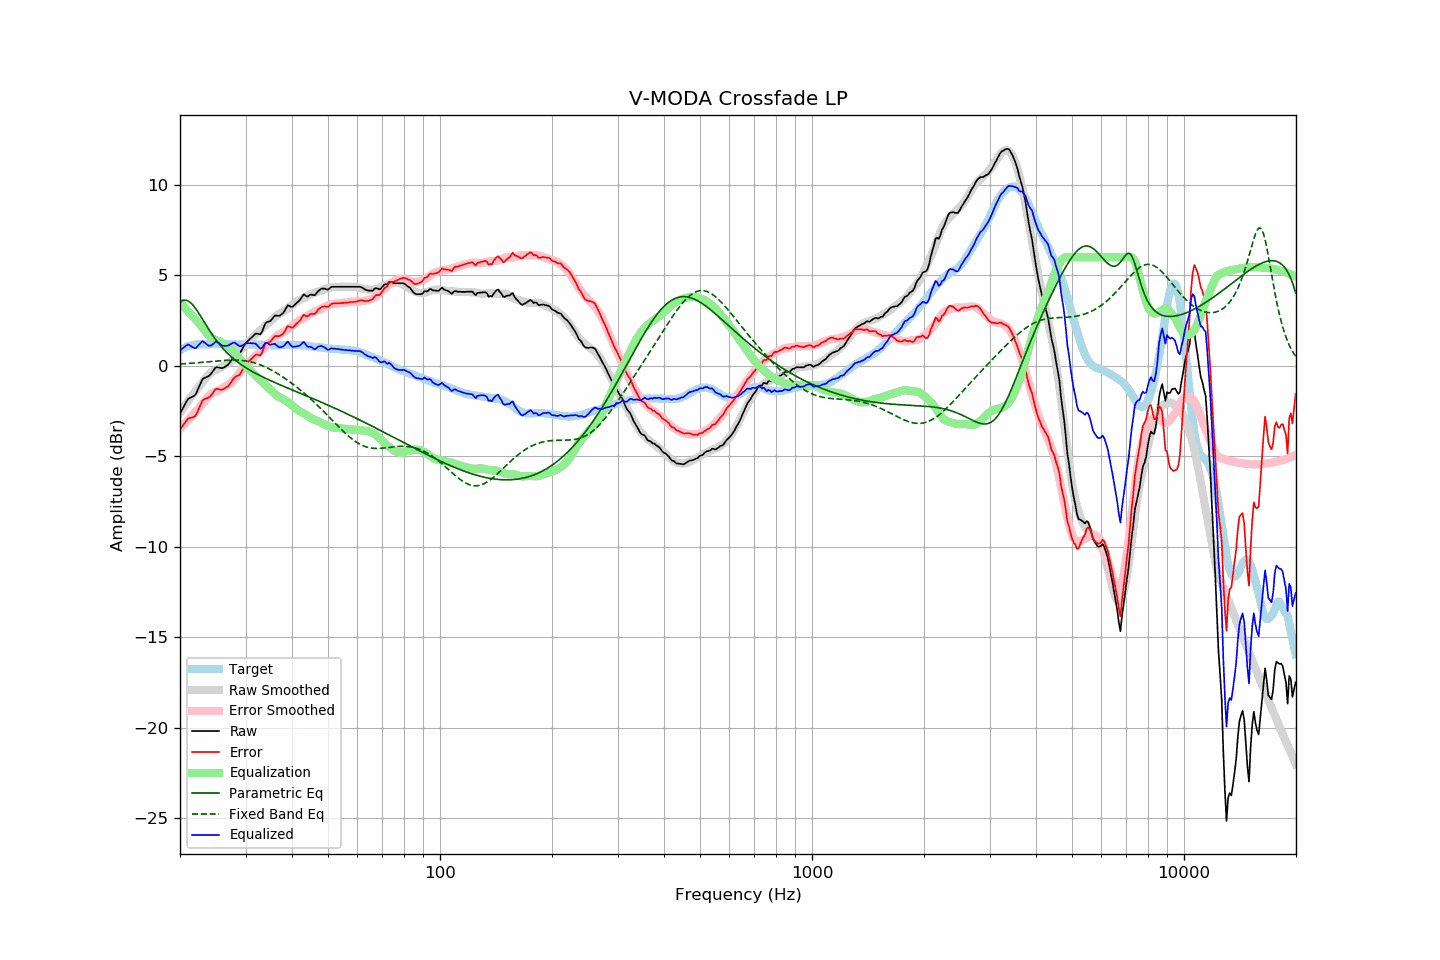 V-MODA Crossfade LP
10
5
0
−5
−10
−15
−20
−25
Amplitude (dBr)
Target
Raw Smoothed
Error Smoothed
Raw
Error
Equalization
Parametric Eq
Fixed Band Eq
Equalized
100
1000
10000
Frequency (Hz)